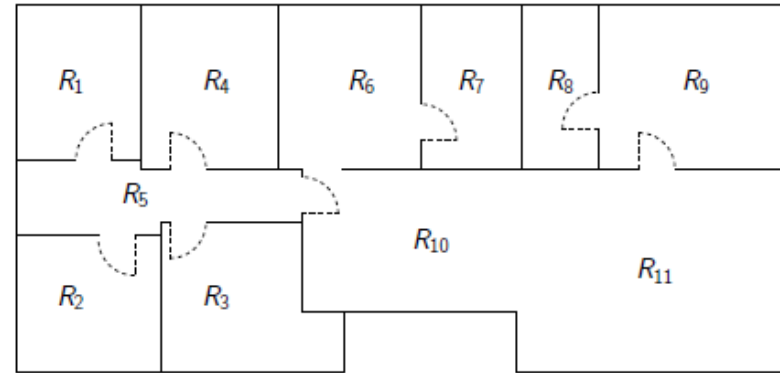 R₁ R₄ R₆ R₇ R₈ R₉
R₅
R₁₀
R₂ R₃ R₁₁